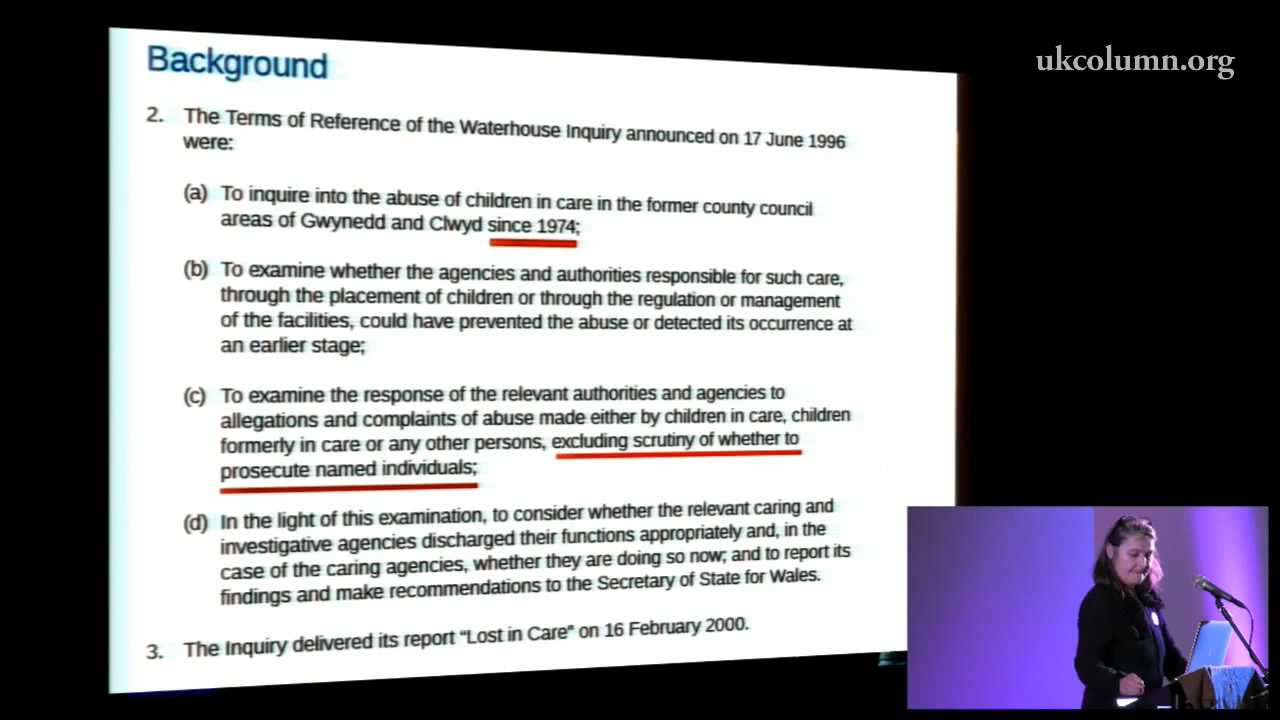 ukcolumn.org
Background
2. The Terms of Reference of the Waterhouse Inquiry announced on 17 June 1996
were:
(a) To inquire into the abuse of children in care in the former county council
areas of Gwynedd and Clwyd since 1974;
(b) To examine whether the agencies and authorities responsible for such care,
through the placement of children or through the regulation or management
of the facilities, could have prevented the abuse or detected its occurrence at
an earlier stage;
(c) To examine the response of the relevant authorities and agencies to
allegations and complaints of abuse made either by children in care, children
formerly in care or any other persons, excluding scrutiny of whether to
prosecute named individuals;
(d) In the light of this examination, to consider whether the relevant caring and
investigative agencies discharged their functions appropriately and, in the
case of the caring agencies, whether they are doing so now; and to report its
findings and make recommendations to the Secretary of State for Wales.
3. The Inquiry delivered its report “Lost in Care” on 16 February 2000.